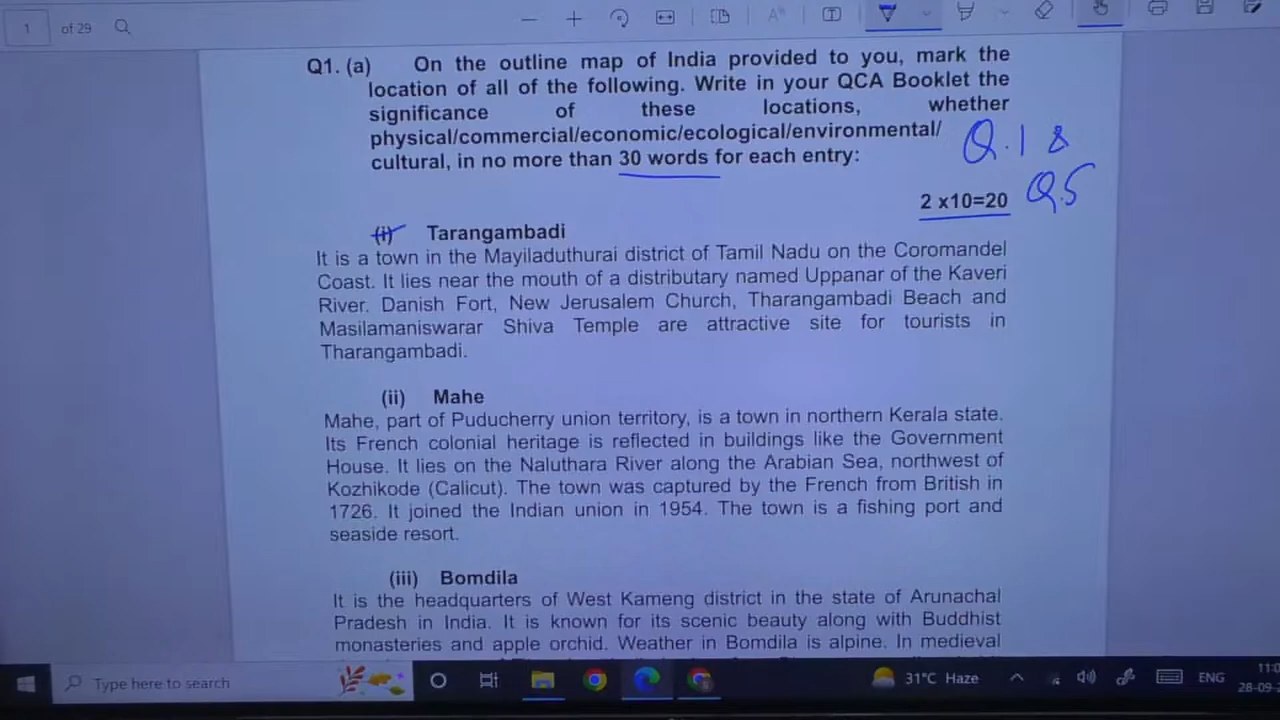 1 of 29
Q1. (a) On the outline map of India provided to you, mark the
location of all of the following. Write in your QCA Booklet the
significance of these locations, whether
physical/commercial/economic/ecological/environmental/
cultural, in no more than 30 words for each entry:
Q.1 &
2 x10=20
Q.5
(i) Tarangambadi
It is a town in the Mayiladuthurai district of Tamil Nadu on the Coromandel
Coast. It lies near the mouth of a distributary named Uppanar of the Kaveri
River. Danish Fort, New Jerusalem Church, Tharangambadi Beach and
Masilamaniswarar Shiva Temple are attractive site for tourists in
Tharangambadi.
(ii) Mahe
Mahe, part of Puducherry union territory, is a town in northern Kerala state.
Its French colonial heritage is reflected in buildings like the Government
House. It lies on the Naluthara River along the Arabian Sea, northwest of
Kozhikode (Calicut). The town was captured by the French from British in
1726. It joined the Indian union in 1954. The town is a fishing port and
seaside resort.
(iii) Bomdila
It is the headquarters of West Kameng district in the state of Arunachal
Pradesh in India. It is known for its scenic beauty along with Buddhist
monasteries and apple orchid. Weather in Bomdila is alpine. In medieval
Type here to search
31°C Haze
ENG